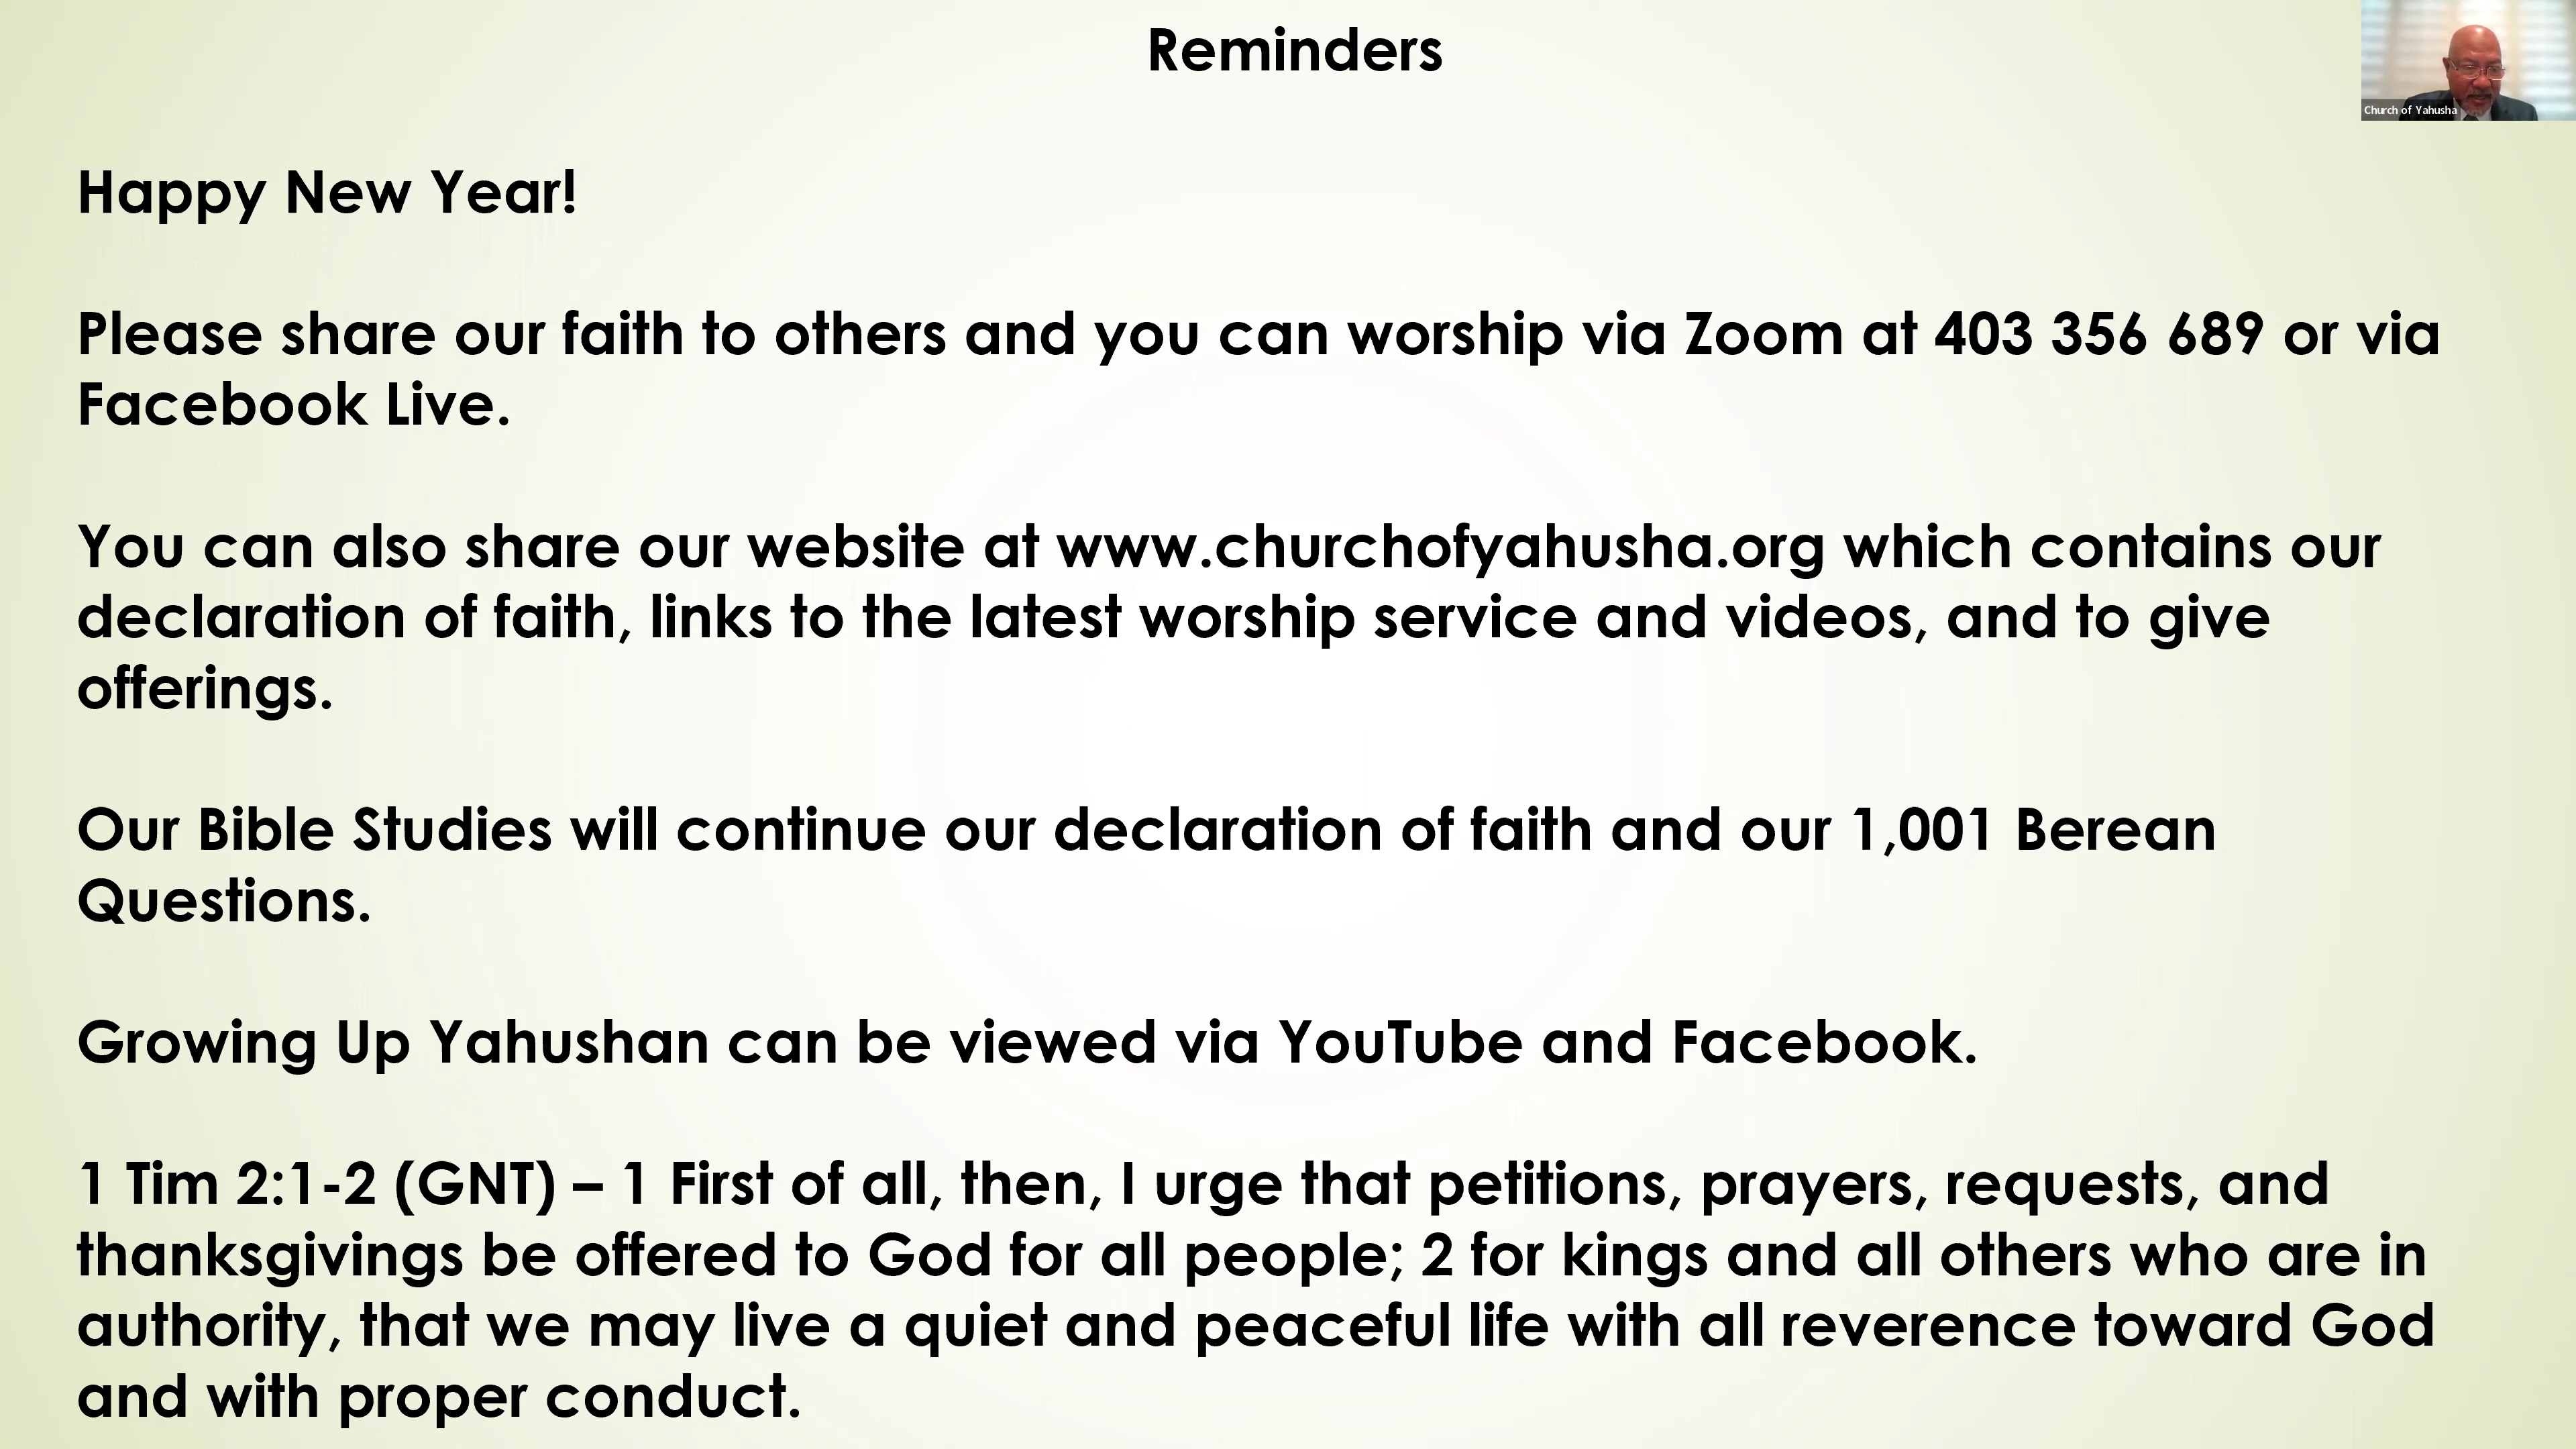 Reminders
Church of Yahusha
Happy New Year!
Please share our faith to others and you can worship via Zoom at 403 356 689 or via
Facebook Live.
You can also share our website at www.churchofyahusha.org which contains our
declaration of faith, links to the latest worship service and videos, and to give
offerings.
Our Bible Studies will continue our declaration of faith and our 1,001 Berean
Questions.
Growing Up Yahushan can be viewed via YouTube and Facebook.
1 Tim 2:1-2 (GNT) – 1 First of all, then, I urge that petitions, prayers, requests, and
thanksgivings be offered to God for all people; 2 for kings and all others who are in
authority, that we may live a quiet and peaceful life with all reverence toward God
and with proper conduct.